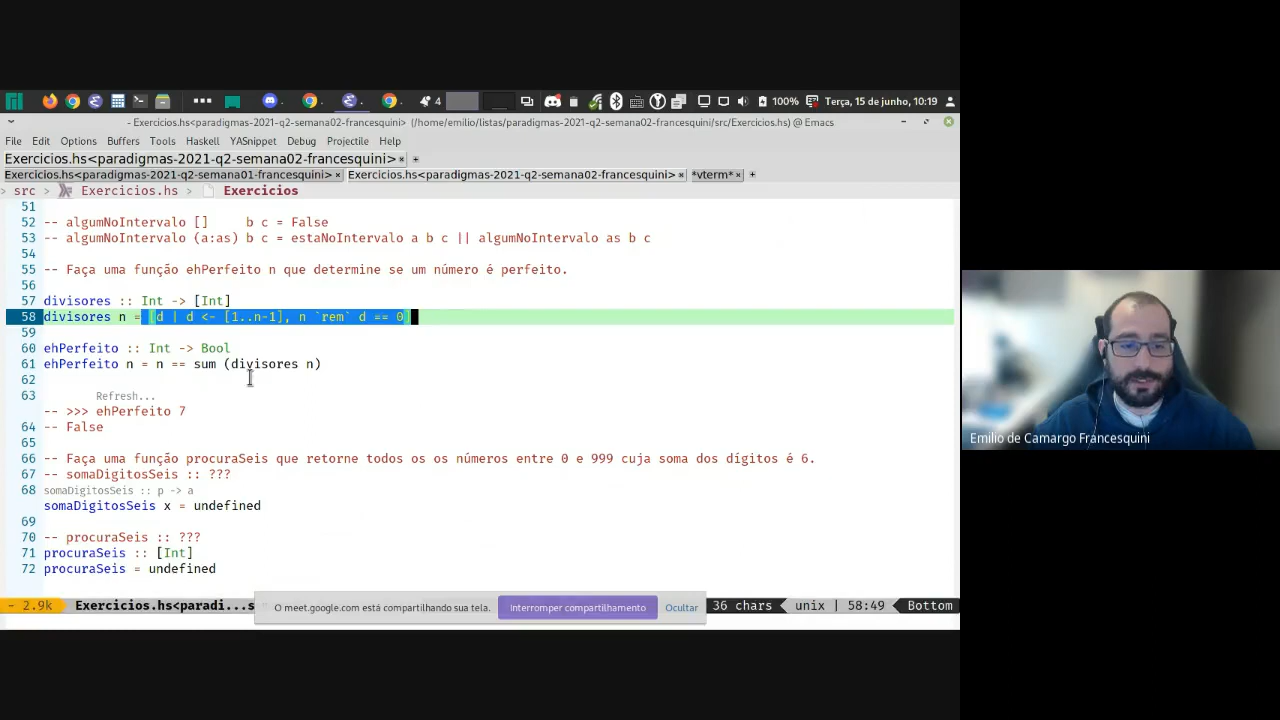 4
100%
Terça, 15 de junho, 10:19
- Exercicios.hs<paradigmas-2021-q2-semana02-francesquini> (/home/emilio/listas/paradigmas-2021-q2-semana02-francesquini/src/Exercicios.hs) @ Emacs
File Edit Options Buffers Tools Haskell YASnippet Debug Projectile Help
Exercicios.hs<paradigmas-2021-q2-semana02-francesquini> × +
Exercicios.hs<paradigmas-2021-q2-semana01-francesquini> × Exercicios.hs<paradigmas-2021-q2-semana02-francesquini> × *vterm* × +
> src > Exercicios.hs > Exercicios
51
52 -- algumNoIntervalo [] b c = False
53 -- algumNoIntervalo (a:as) b c = estaNoIntervalo a b c || algumNoIntervalo as b c
54
55 -- Faça uma função ehPerfeito n que determine se um número é perfeito.
56
57 divisores :: Int -> [Int]
58 divisores n = [d | d <- [1..n-1], n `rem` d == 0]
59
60 ehPerfeito :: Int -> Bool
61 ehPerfeito n = n == sum (divisores n)
62
63 Refresh...
-- >>> ehPerfeito 7
64 -- False
65
66 -- Faça uma função procuraSeis que retorne todos os os números entre 0 e 999 cuja soma dos dígitos é 6.
67 -- somaDigitosSeis :: ???
68 somaDigitosSeis :: p -> a
somaDigitosSeis x = undefined
69
70 -- procuraSeis :: ???
71 procuraSeis :: [Int]
72 procuraSeis = undefined
- 2.9k Exercicios.hs<paradi...s
O meet.google.com está compartilhando sua tela. Interromper compartilhamento Ocultar
36 chars unix | 58:49 Bottom
Emilio de Camargo Francesquini